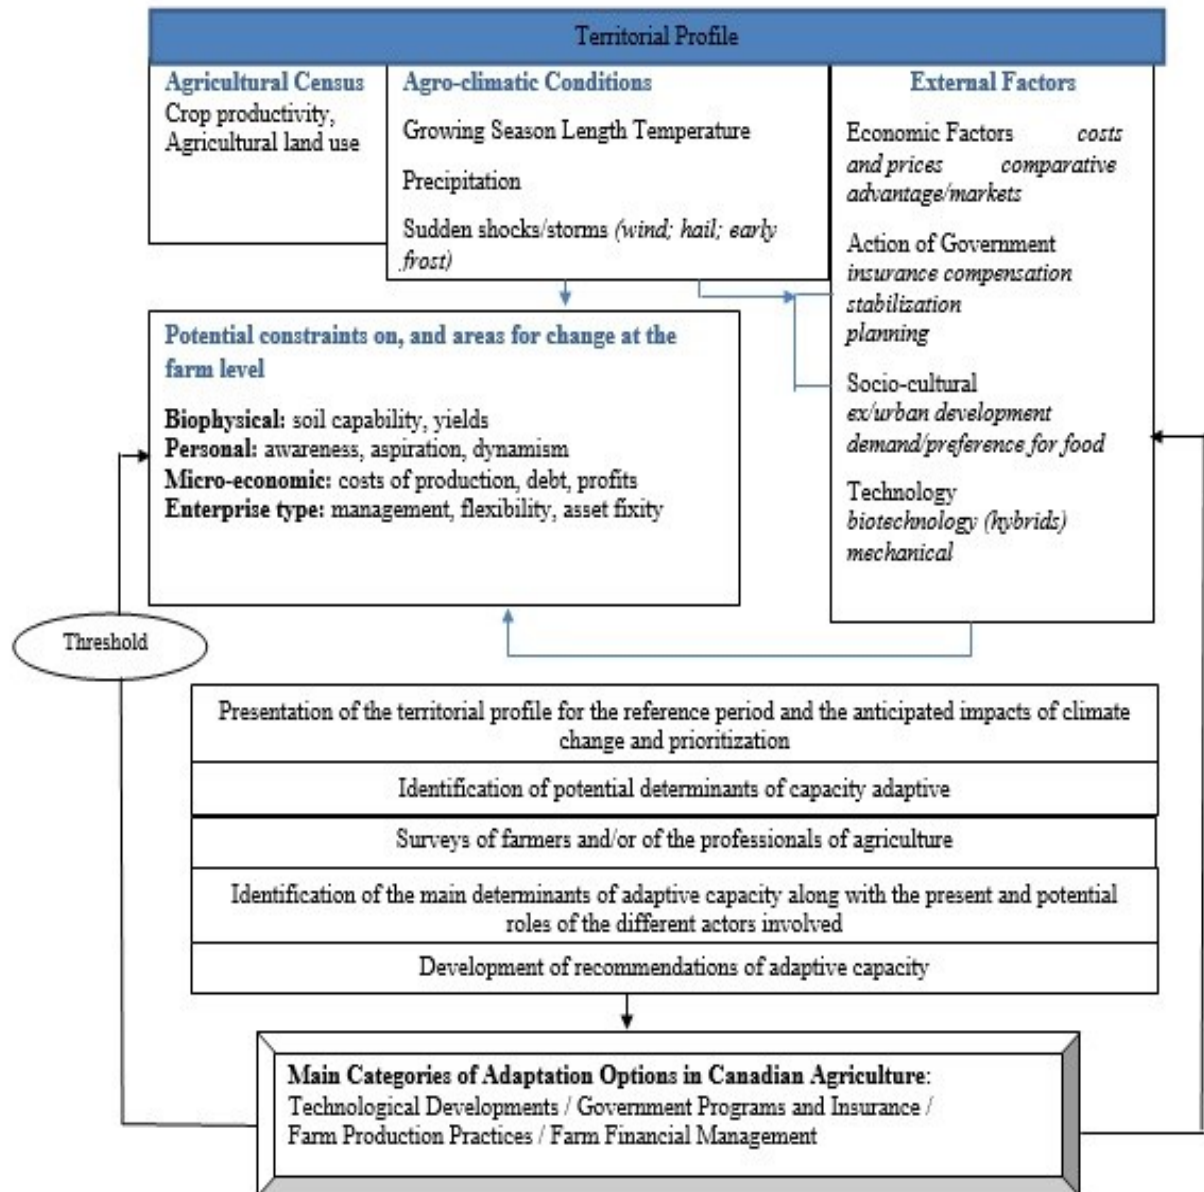 Territorial Profile
Agricultural Census
Crop productivity,
Agricultural land use
Agro-climatic Conditions
Growing Season Length Temperature
Precipitation
Sudden shocks/storms (wind; hail; early
frost)
External Factors
Economic Factors costs
and prices comparative
advantage/markets
Action of Government
insurance compensation
stabilization
planning
Socio-cultural
ex/urban development
demand/preference for food
Technology
biotechnology (hybrids)
mechanical
Potential constraints on, and areas for change at the
farm level
Biophysical: soil capability, yields
Personal: awareness, aspiration, dynamism
Micro-economic: costs of production, debt, profits
Enterprise type: management, flexibility, asset fixity
Threshold
Presentation of the territorial profile for the reference period and the anticipated impacts of climate
change and prioritization
Identification of potential determinants of capacity adaptive
Surveys of farmers and/or of the professionals of agriculture
Identification of the main determinants of adaptive capacity along with the present and potential
roles of the different actors involved
Development of recommendations of adaptive capacity
Main Categories of Adaptation Options in Canadian Agriculture:
Technological Developments / Government Programs and Insurance /
Farm Production Practices / Farm Financial Management